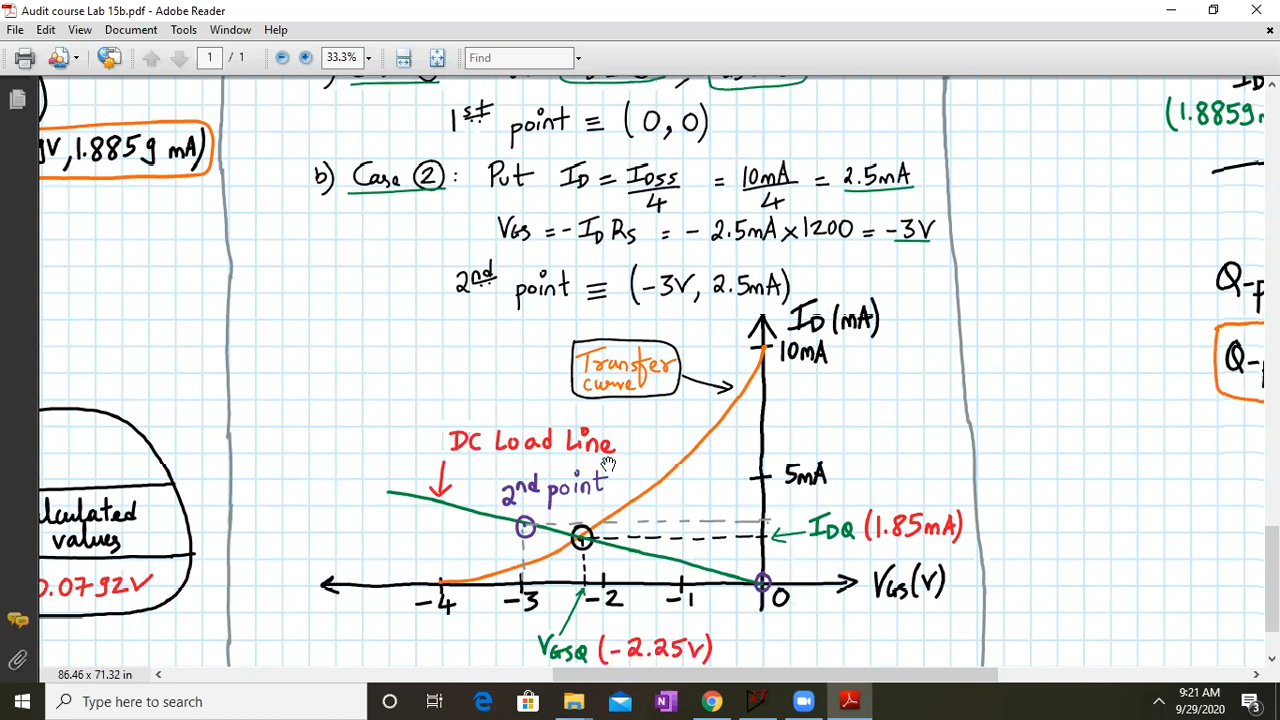 Audit course Lab 15b.pdf - Adobe Reader
File Edit View Document Tools Window Help
1 / 1 33.3% Find
1st point ≡ (0,0)
V, 1.8859 mA)
(1.8859m
b) Case 2 : Put ID = IDSS/4 = 10mA/4 = 2.5mA
VGS = -ID RS = - 2.5mA×1200 = -3V
2nd point ≡ (-3V, 2.5mA)
Q-p
Q-
ID (mA)
10mA
Transfer
curve
DC Load Line
5mA
2nd point
IDQ (1.85mA)
lculated
values
0.0792V
-4 -3 -2 -1 0 VGS(V)
VGSQ (-2.25V)
86.46 x 71.32 in
Type here to search
9:21 AM
9/29/2020
3